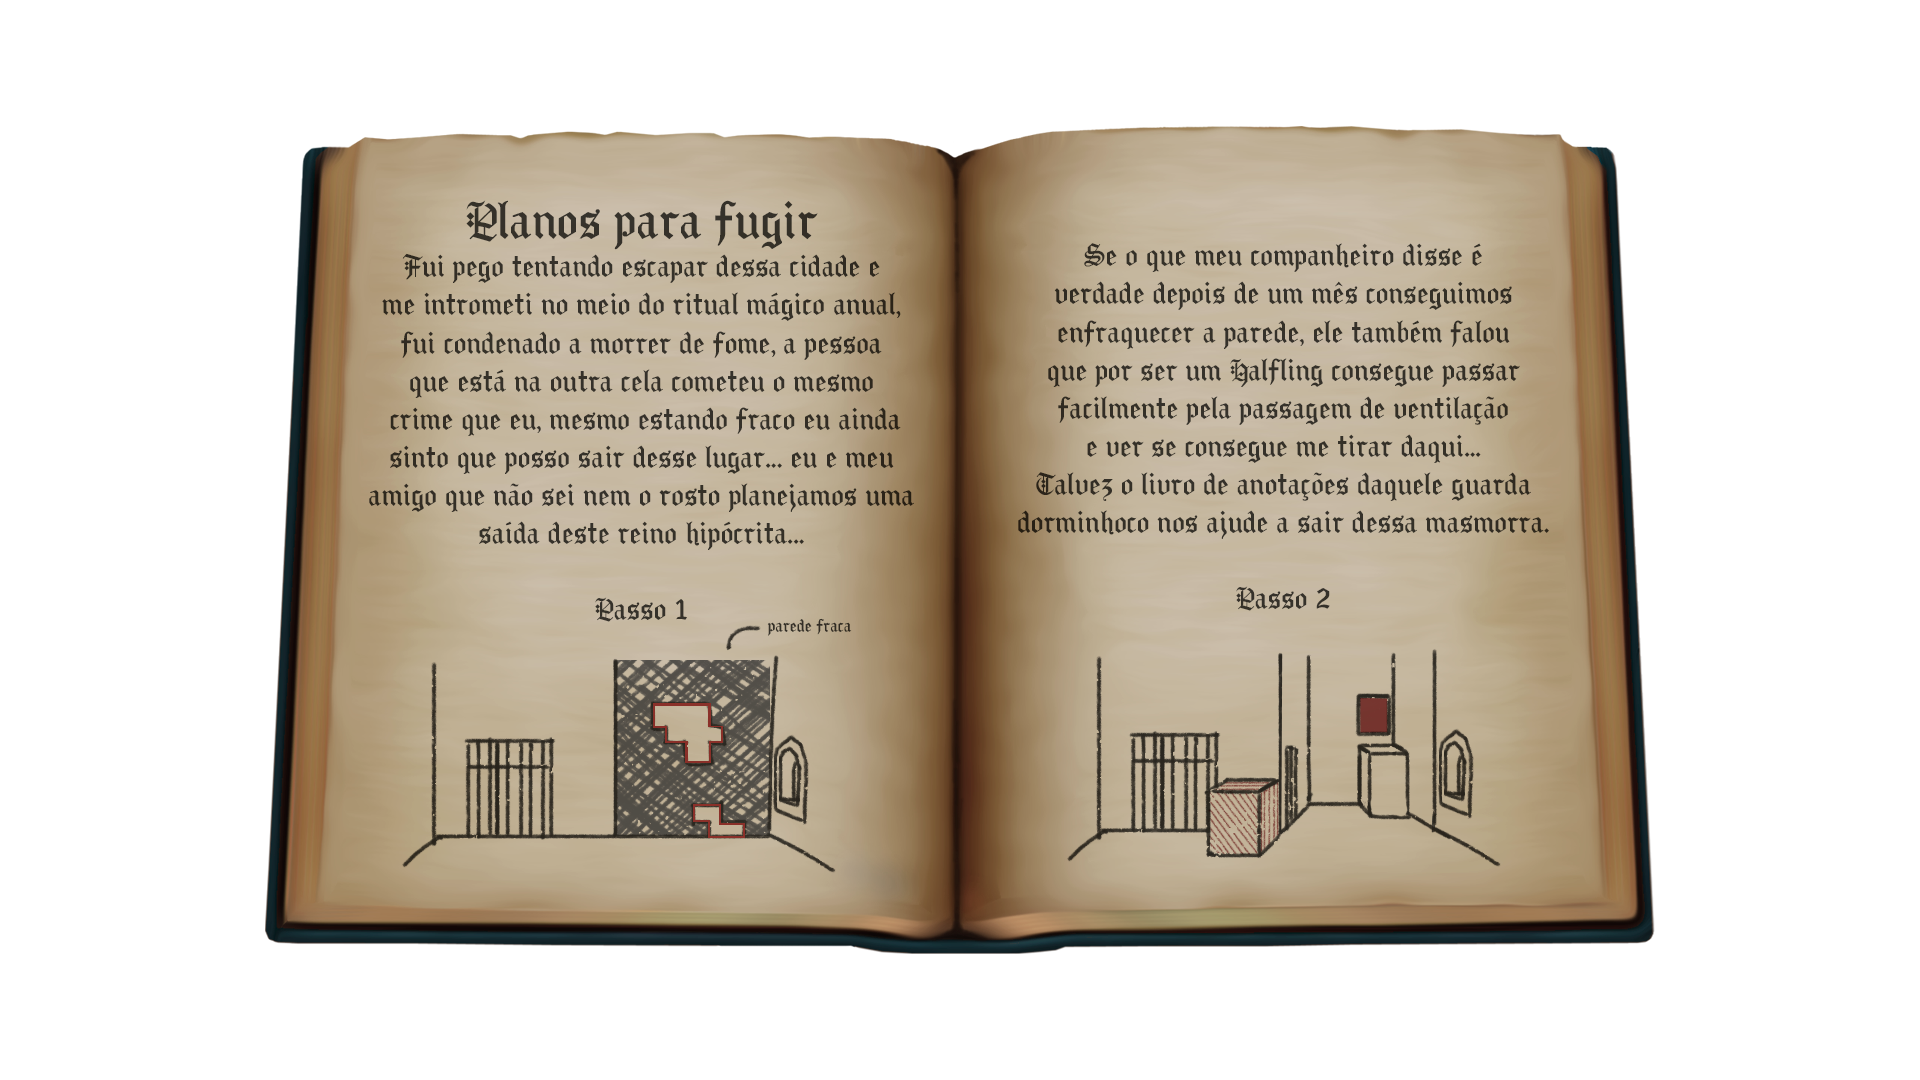 Planos para fugir
Fui pego tentando escapar dessa cidade e
me intrometi no meio do ritual mágico anual,
fui condenado a morrer de fome, a pessoa
que está na outra cela cometeu o mesmo
crime que eu, mesmo estando fraco eu ainda
sinto que posso sair desse lugar... eu e meu
amigo que não sei nem o rosto planejamos uma
saída deste reino hipócrita...
Passo 1
parede fraca
Se o que meu companheiro disse é
verdade depois de um mês conseguimos
enfraquecer a parede, ele também falou
que por ser um Halfling consegue passar
facilmente pela passagem de ventilação
e ver se consegue me tirar daqui...
Talvez o livro de anotações daquele guarda
dorminhoco nos ajude a sair dessa masmorra.
Passo 2